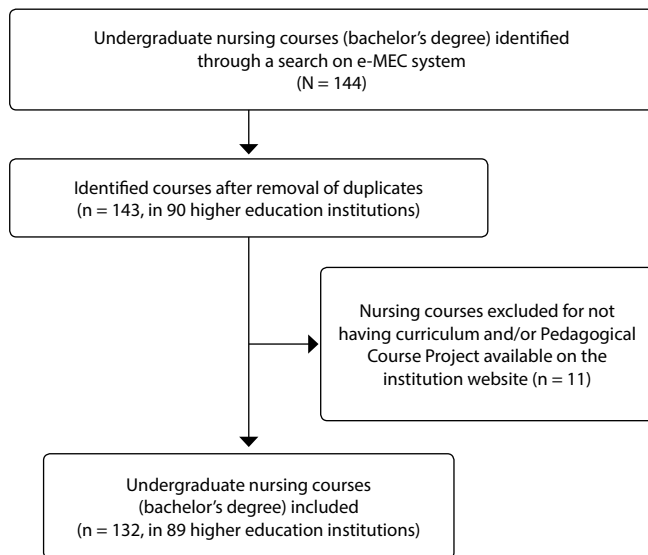 Undergraduate nursing courses (bachelor's degree) identified
through a search on e-MEC system
(N = 144)
Identified courses after removal of duplicates
(n = 143, in 90 higher education institutions)
Nursing courses excluded for not
having curriculum and/or Pedagogical
Course Project available on the
institution website (n = 11)
Undergraduate nursing courses
(bachelor's degree) included
(n = 132, in 89 higher education institutions)